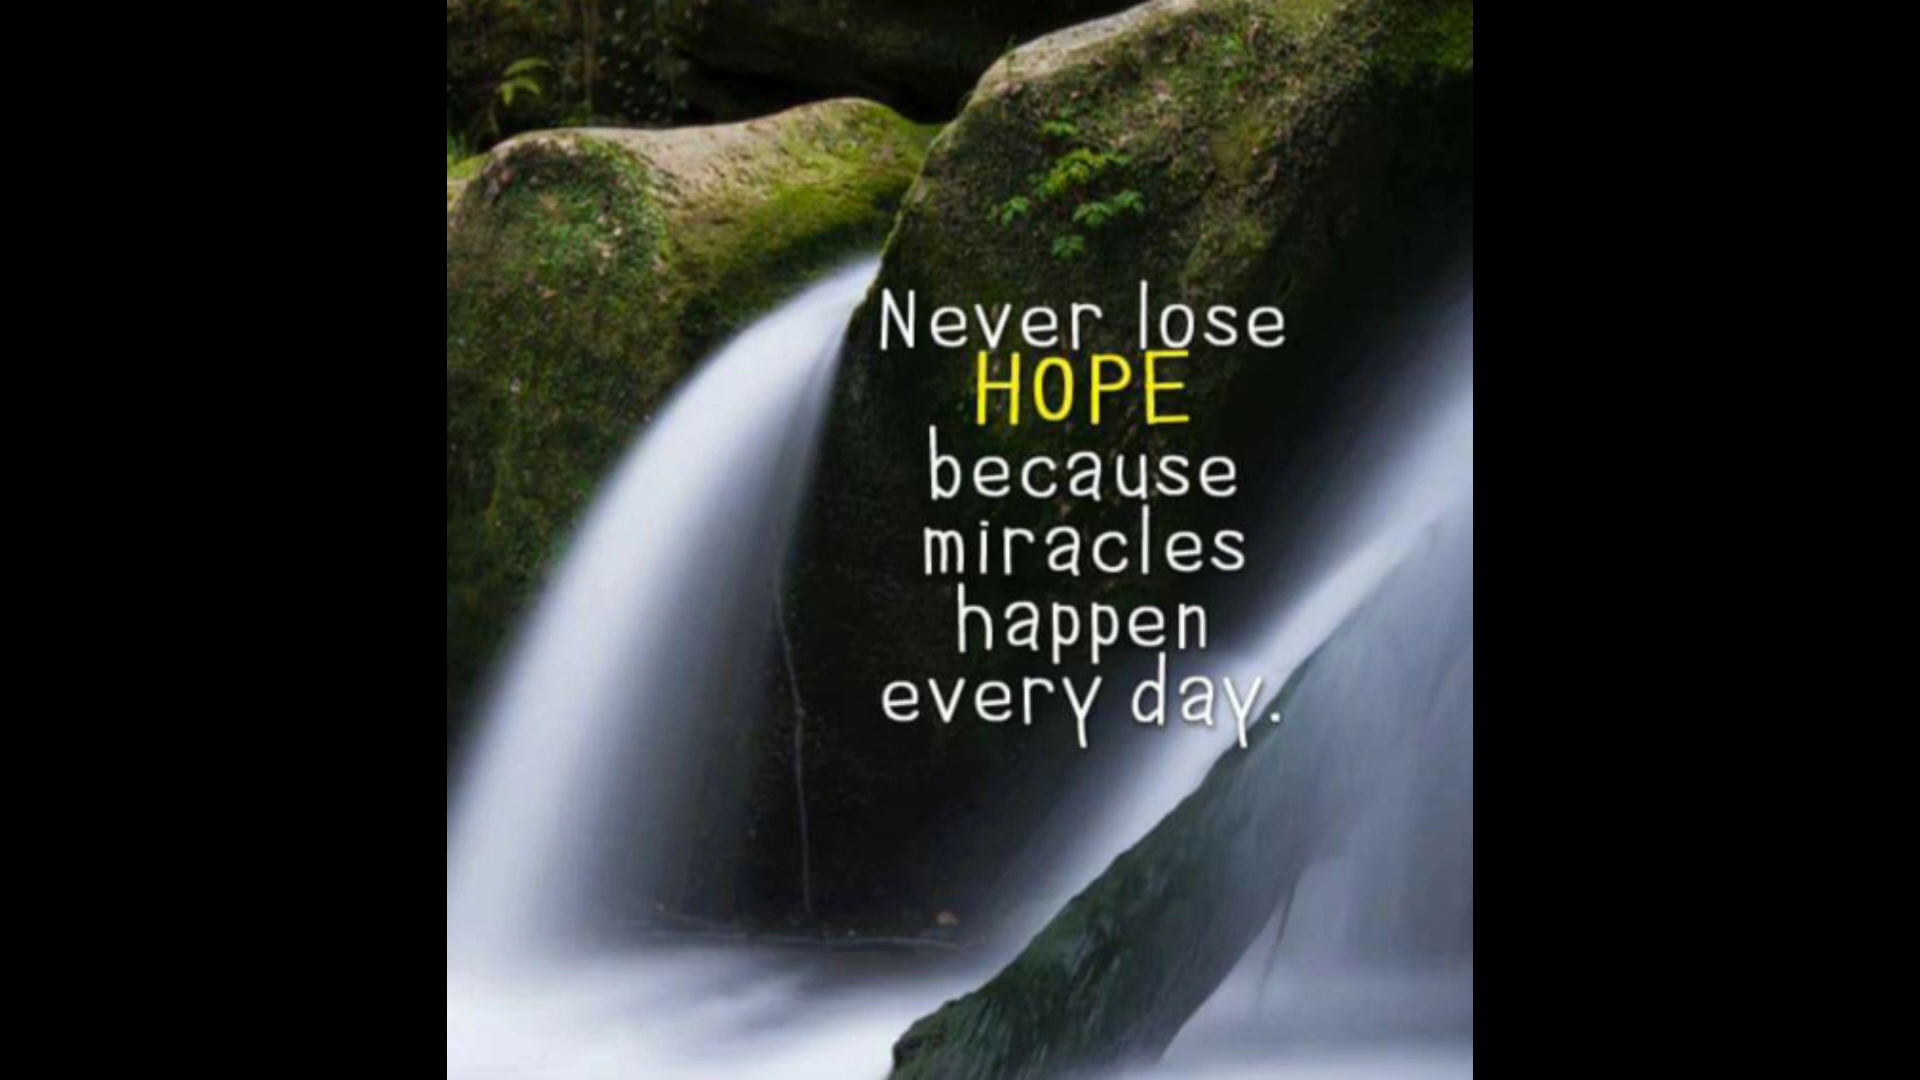 Never lose
HOPE
because
miracles
happen
every day.